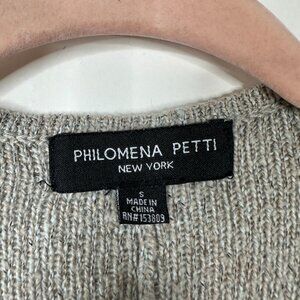 PHILOMENA PETTI
NEW YORK
S
MADE IN
CHINA
RN#153809